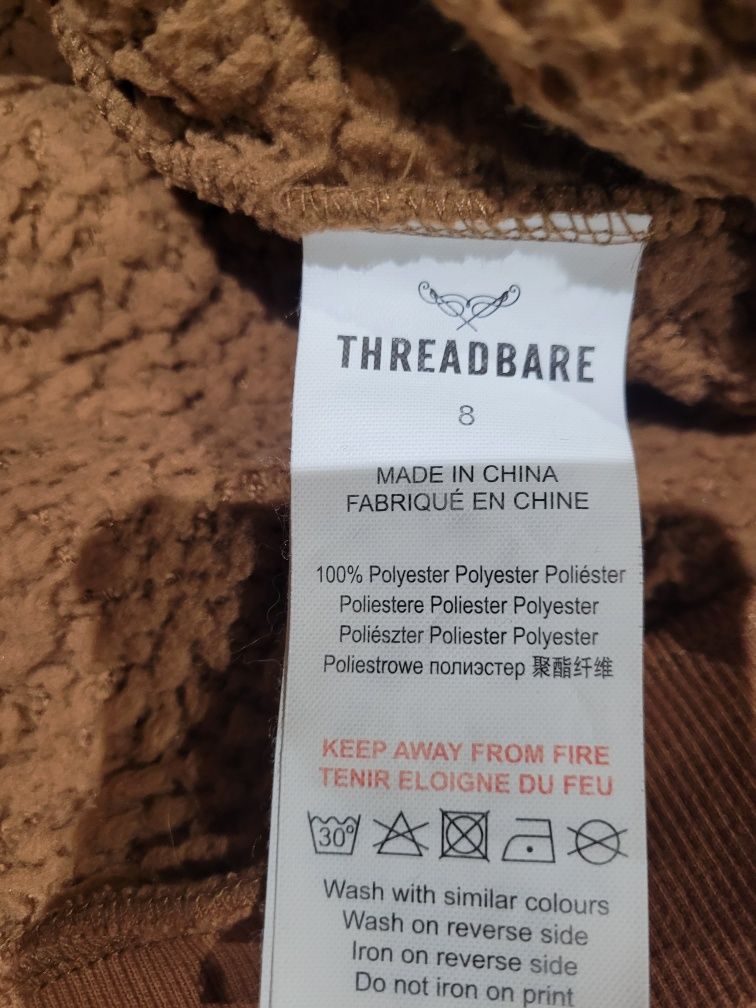 THREADBARE
8
MADE IN CHINA
FABRIQUÉ EN CHINE
100% Polyester Polyester Poliéster
Poliestere Poliester Polyester
Poliészter Poliester Polyester
Poliestrowe полиэстер 聚酯纤维
KEEP AWAY FROM FIRE
TENIR ELOIGNE DU FEU
30°
Wash with similar colours
Wash on reverse side
Iron on reverse side
Do not iron on print